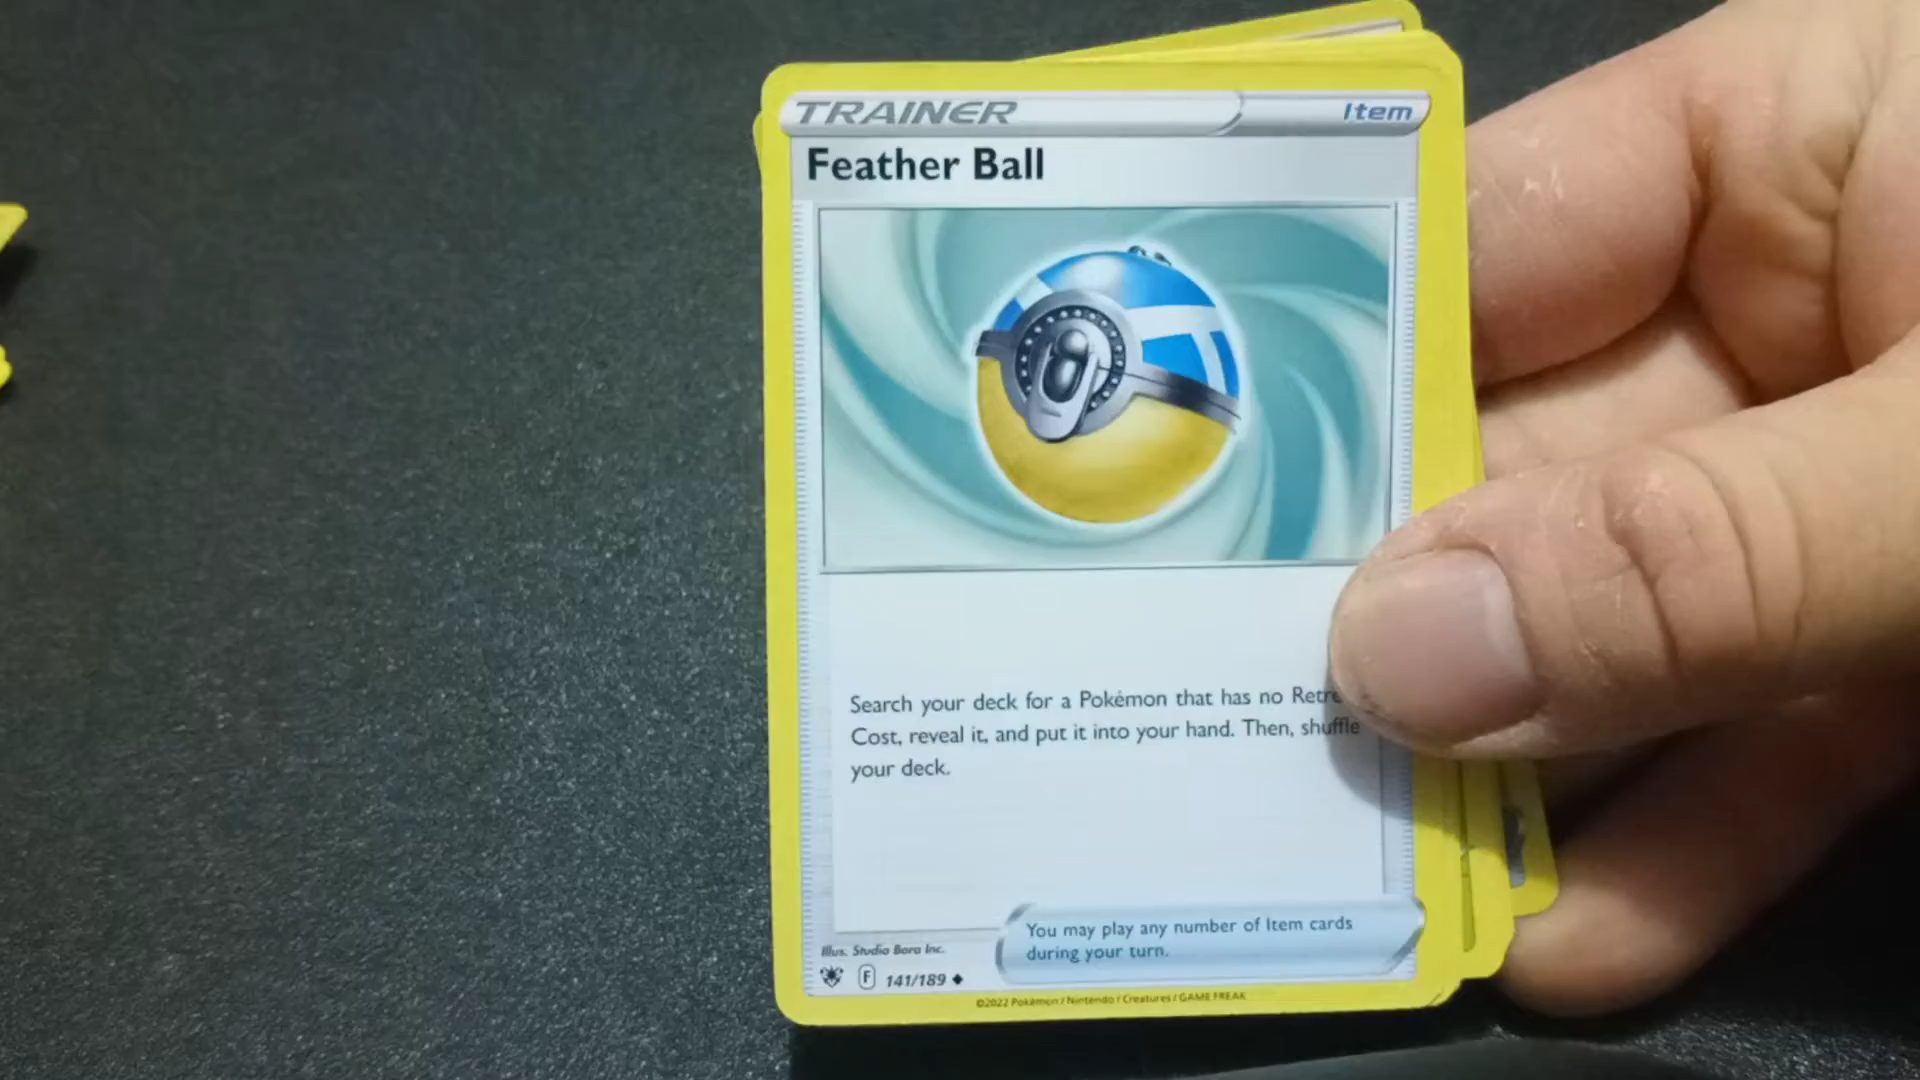 TRAINER Item
Feather Ball
Search your deck for a Pokémon that has no
Cost, reveal it, and put it into your hand. Then, shuffle
your deck.
You may play any number of Item cards
during your turn.
Illus. Studio Bora Inc.
F 141/189
©2022 Pokémon / Nintendo / Creatures / GAME FREAK